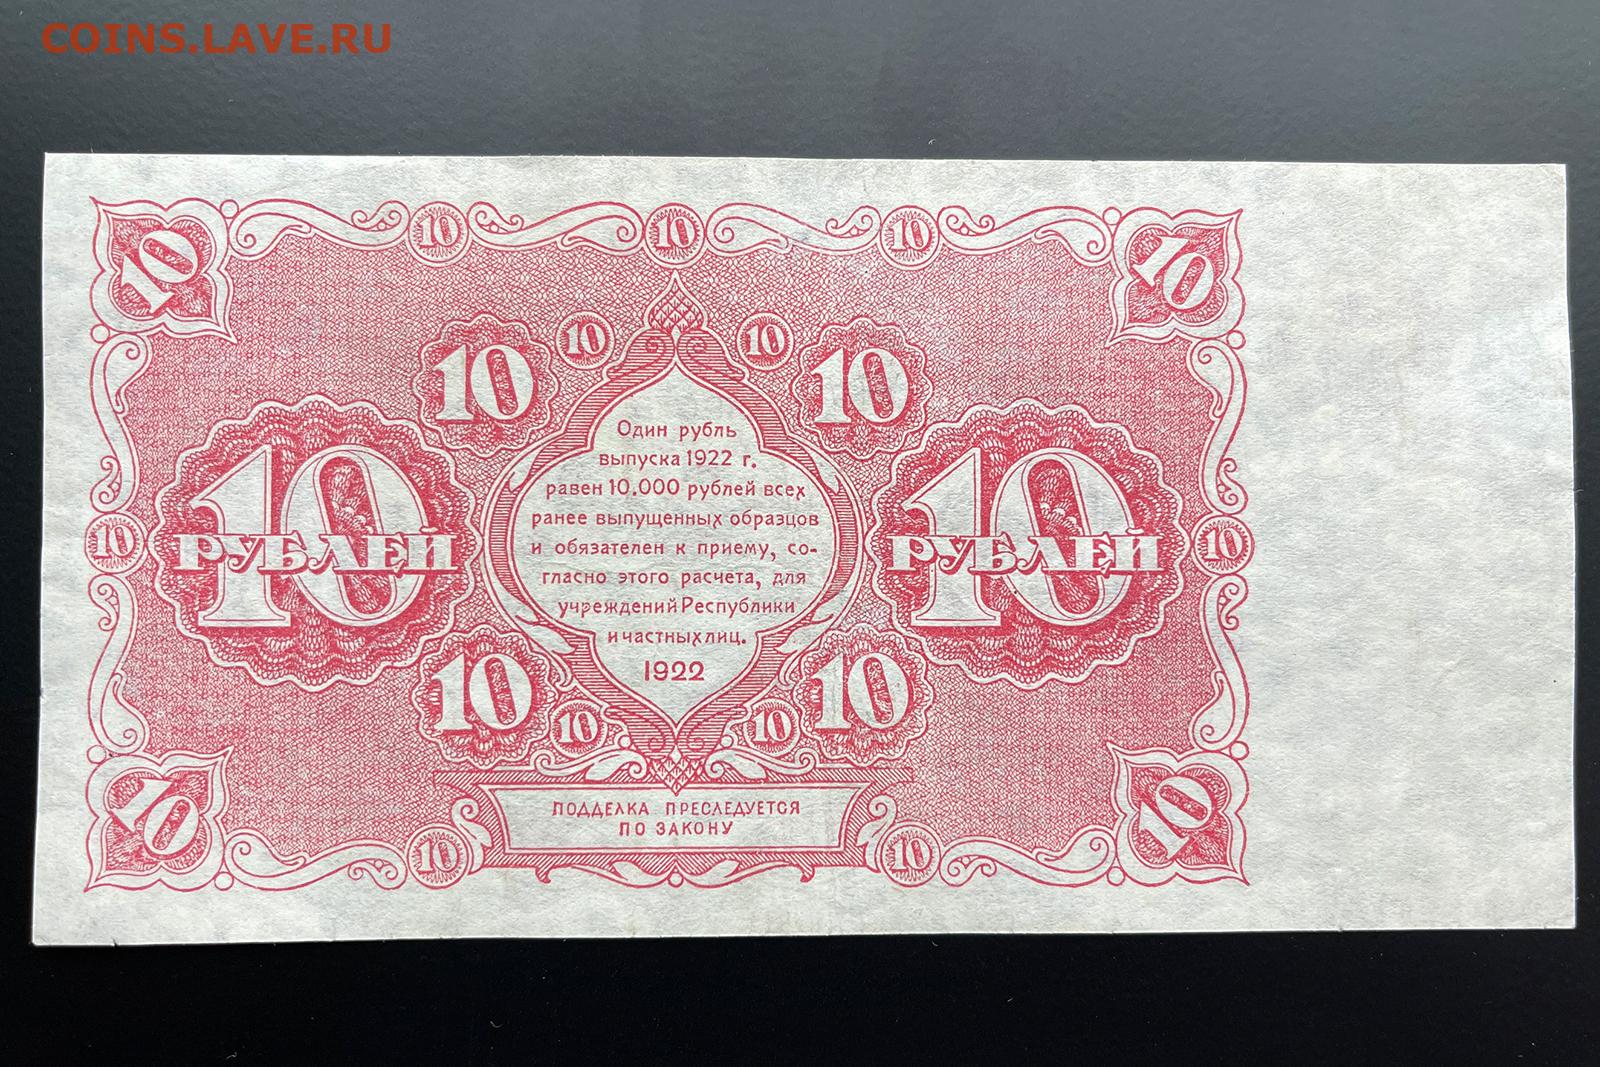 COINS.LAVE.RU
10 10 10 10 10
10 10 10 10
Один рубль
выпуска 1922 г.
равен 10.000 рублей всех
ранее выпущенных образцов
и обязателен к приему, со-
гласно этого расчета, для
учреждений Республики
и частных лиц.
1922
10 РУБЛЕЙ
10 РУБЛЕЙ
10 10
10 10 10 10
ПОДДЕЛКА ПРЕСЛЕДУЕТСЯ
ПО ЗАКОНУ
10 10 10 10